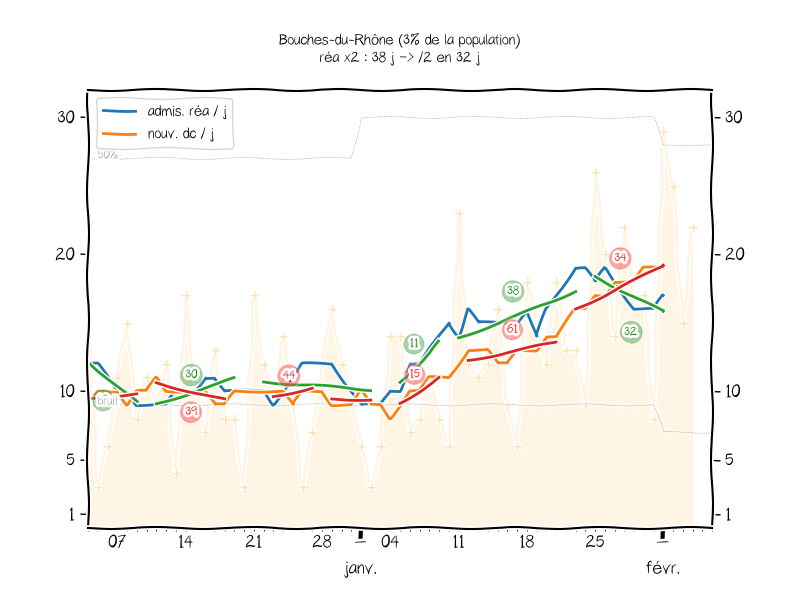 Bouches-du-Rhône (3% de la population)
réa x2 : 38 j -> /2 en 32 j
admis. réa / j
nouv. dc / j
50%
30
30
20
20
10
10
5
5
1
1
34
38
61
32
11
15
30
44
39
bruit
07 14 21 28 04 11 18 25
janv. févr.